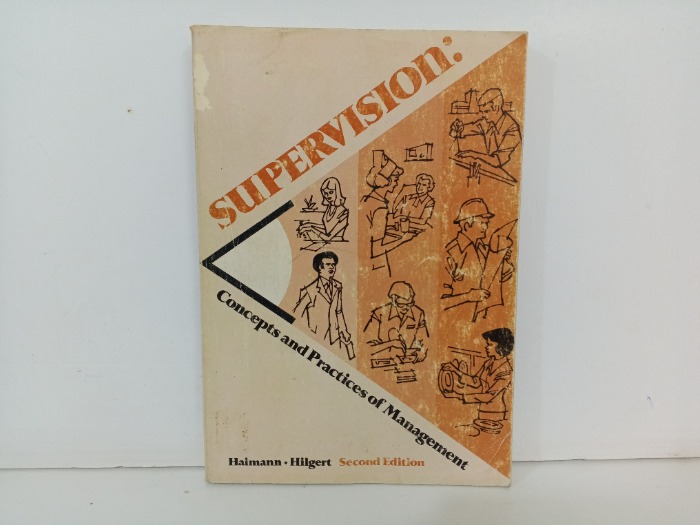 SUPERVISION:
Concepts and Practices of Management
Haimann • Hilgert Second Edition